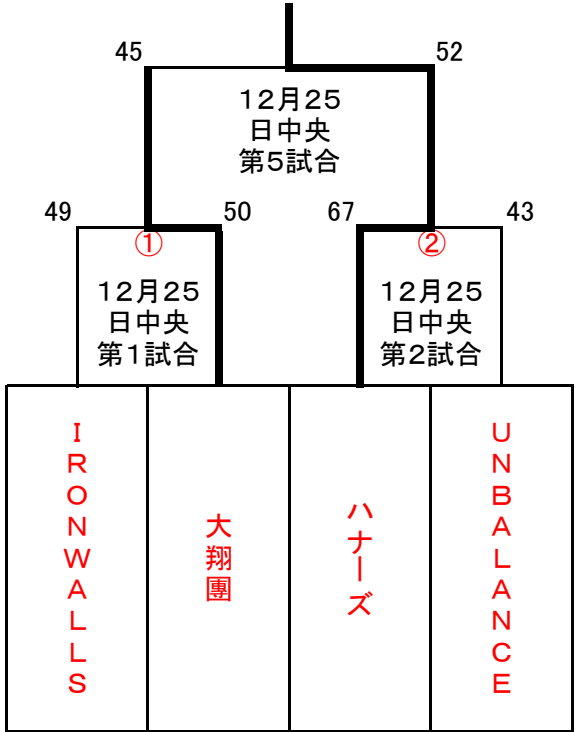 45
52
12月25
日中央
第5試合
49
50
67
43
①
②
12月25
日中央
第1試合
12月25
日中央
第2試合
IRONWALLS
大翔團
ハナーズ
UNBALANCE